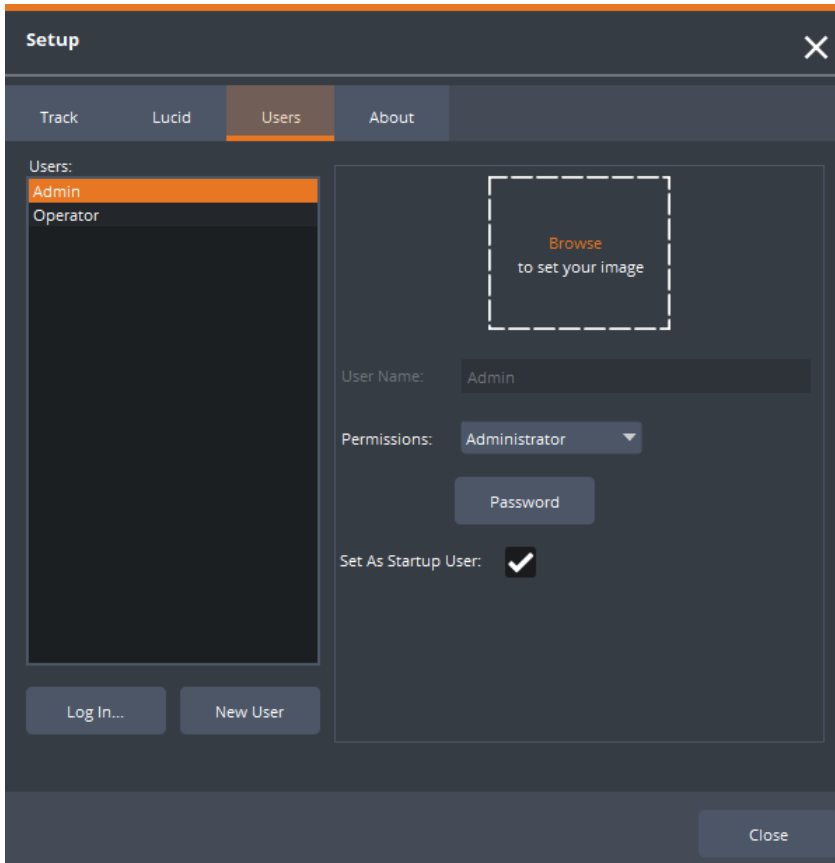 Setup
Track
Lucid
Users
About
Users:
Admin
Operator
Browse
to set your image
User Name:
Admin
Permissions:
Administrator
Password
Set As Startup User:
Log In...
New User
Close